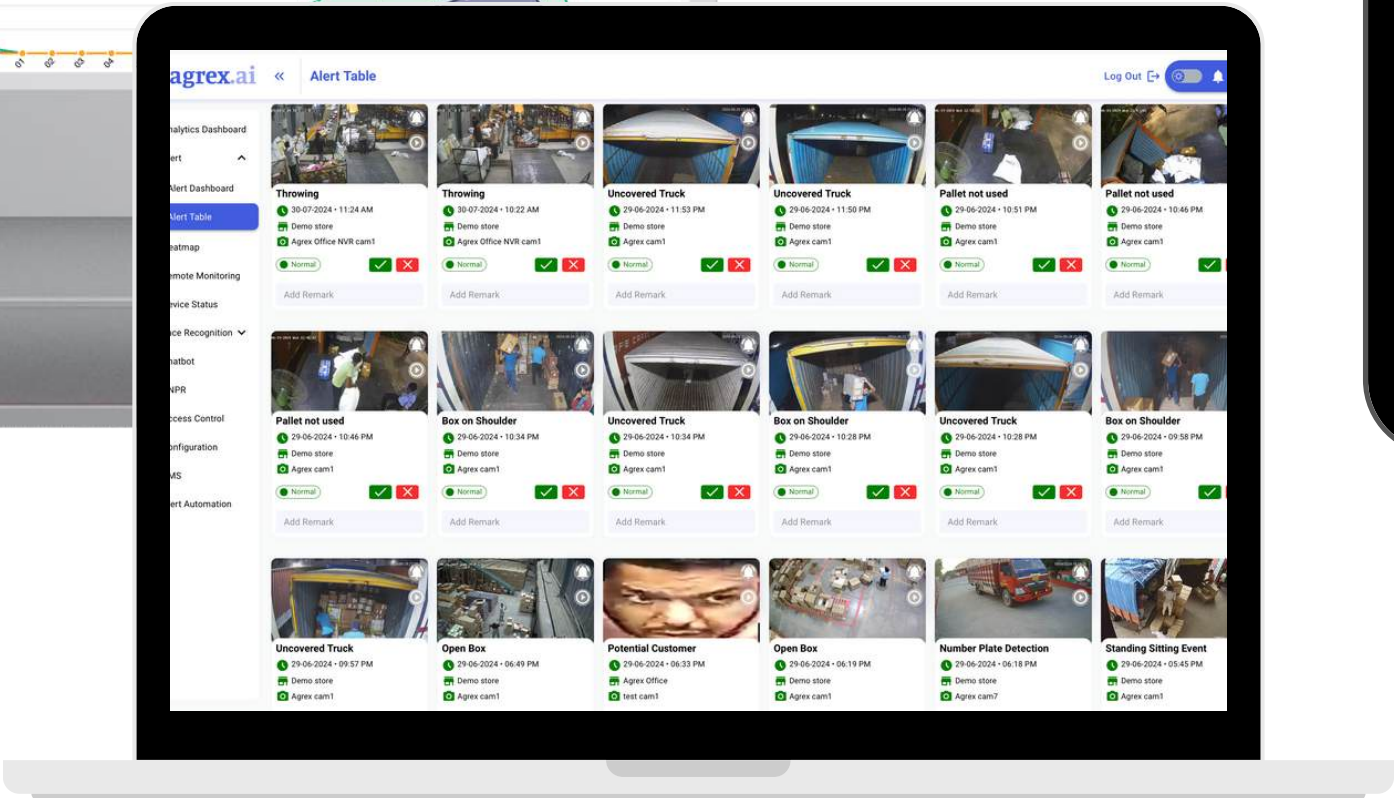 01 02 03 04
agrex.ai « Alert Table Log Out
nalytics Dashboard
ert
Alert Dashboard
Alert Table
eatmap
emote Monitoring
evice Status
ce Recognition
hatbot
NPR
ccess Control
onfiguration
MS
ert Automation
Throwing
30-07-2024 • 11:24 AM
Demo store
Agrex Office NVR cam1
Normal
Add Remark
Throwing
30-07-2024 • 10:22 AM
Demo store
Agrex Office NVR cam1
Normal
Add Remark
Uncovered Truck
29-06-2024 • 11:53 PM
Demo store
Agrex cam1
Normal
Add Remark
Uncovered Truck
29-06-2024 • 11:50 PM
Demo store
Agrex cam1
Normal
Add Remark
Pallet not used
29-06-2024 • 10:51 PM
Demo store
Agrex cam1
Normal
Add Remark
Pallet not used
29-06-2024 • 10:46 PM
Demo store
Agrex cam1
Normal
Add Remark
Pallet not used
29-06-2024 • 10:46 PM
Demo store
Agrex cam1
Normal
Add Remark
Box on Shoulder
29-06-2024 • 10:34 PM
Demo store
Agrex cam1
Normal
Add Remark
Uncovered Truck
29-06-2024 • 10:34 PM
Demo store
Agrex cam1
Normal
Add Remark
Box on Shoulder
29-06-2024 • 10:28 PM
Demo store
Agrex cam1
Normal
Add Remark
Uncovered Truck
29-06-2024 • 10:28 PM
Demo store
Agrex cam1
Normal
Add Remark
Box on Shoulder
29-06-2024 • 09:58 PM
Demo store
Agrex cam1
Normal
Add Remark
Uncovered Truck
29-06-2024 • 09:57 PM
Demo store
Agrex cam1
Open Box
29-06-2024 • 06:49 PM
Demo store
Agrex cam1
Potential Customer
29-06-2024 • 06:33 PM
Agrex Office
test cam1
Open Box
29-06-2024 • 06:19 PM
Demo store
Agrex cam1
Number Plate Detection
29-06-2024 • 06:18 PM
Demo store
Agrex cam7
Standing Sitting Event
29-06-2024 • 05:45 PM
Demo store
Agrex cam1